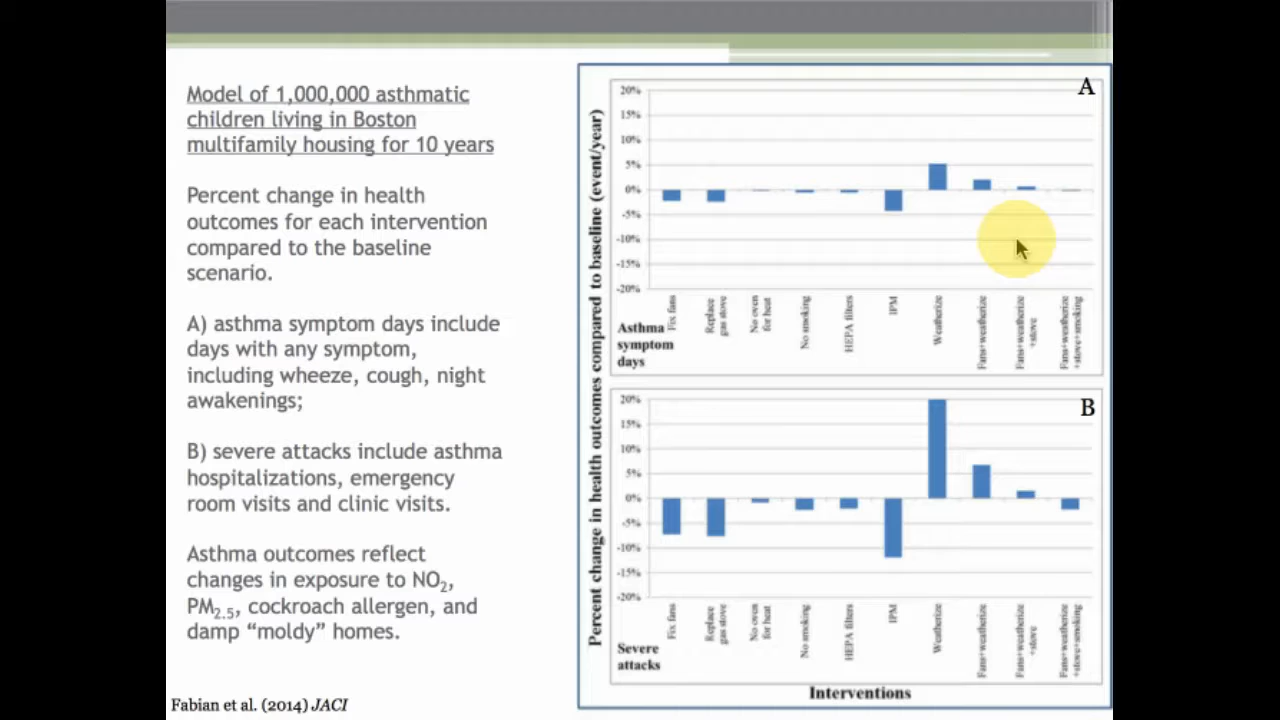 Model of 1,000,000 asthmatic
children living in Boston
multifamily housing for 10 years
Percent change in health
outcomes for each intervention
compared to the baseline
scenario.
A) asthma symptom days include
days with any symptom,
including wheeze, cough, night
awakenings;
B) severe attacks include asthma
hospitalizations, emergency
room visits and clinic visits.
Asthma outcomes reflect
changes in exposure to NO2,
PM2.5, cockroach allergen, and
damp “moldy” homes.
Fabian et al. (2014) JACI
Percent change in health outcomes compared to baseline (event/year)
A
20%
15%
10%
5%
0%
-5%
-10%
-15%
-20%
Asthma
symptom
days
Fix fans
Replace
gas stove
No oven
for heat
No smoking
HEPA filters
IPM
Weatherize
Fans+weatherize
Fans+weatherize
+stove
Fans+weatherize
+stove+smoking
B
20%
15%
10%
5%
0%
-5%
-10%
-15%
-20%
Severe
attacks
Fix fans
Replace
gas stove
No oven
for heat
No smoking
HEPA filters
IPM
Weatherize
Fans+weatherize
Fans+weatherize
+stove
Fans+weatherize
+stove+smoking
Interventions